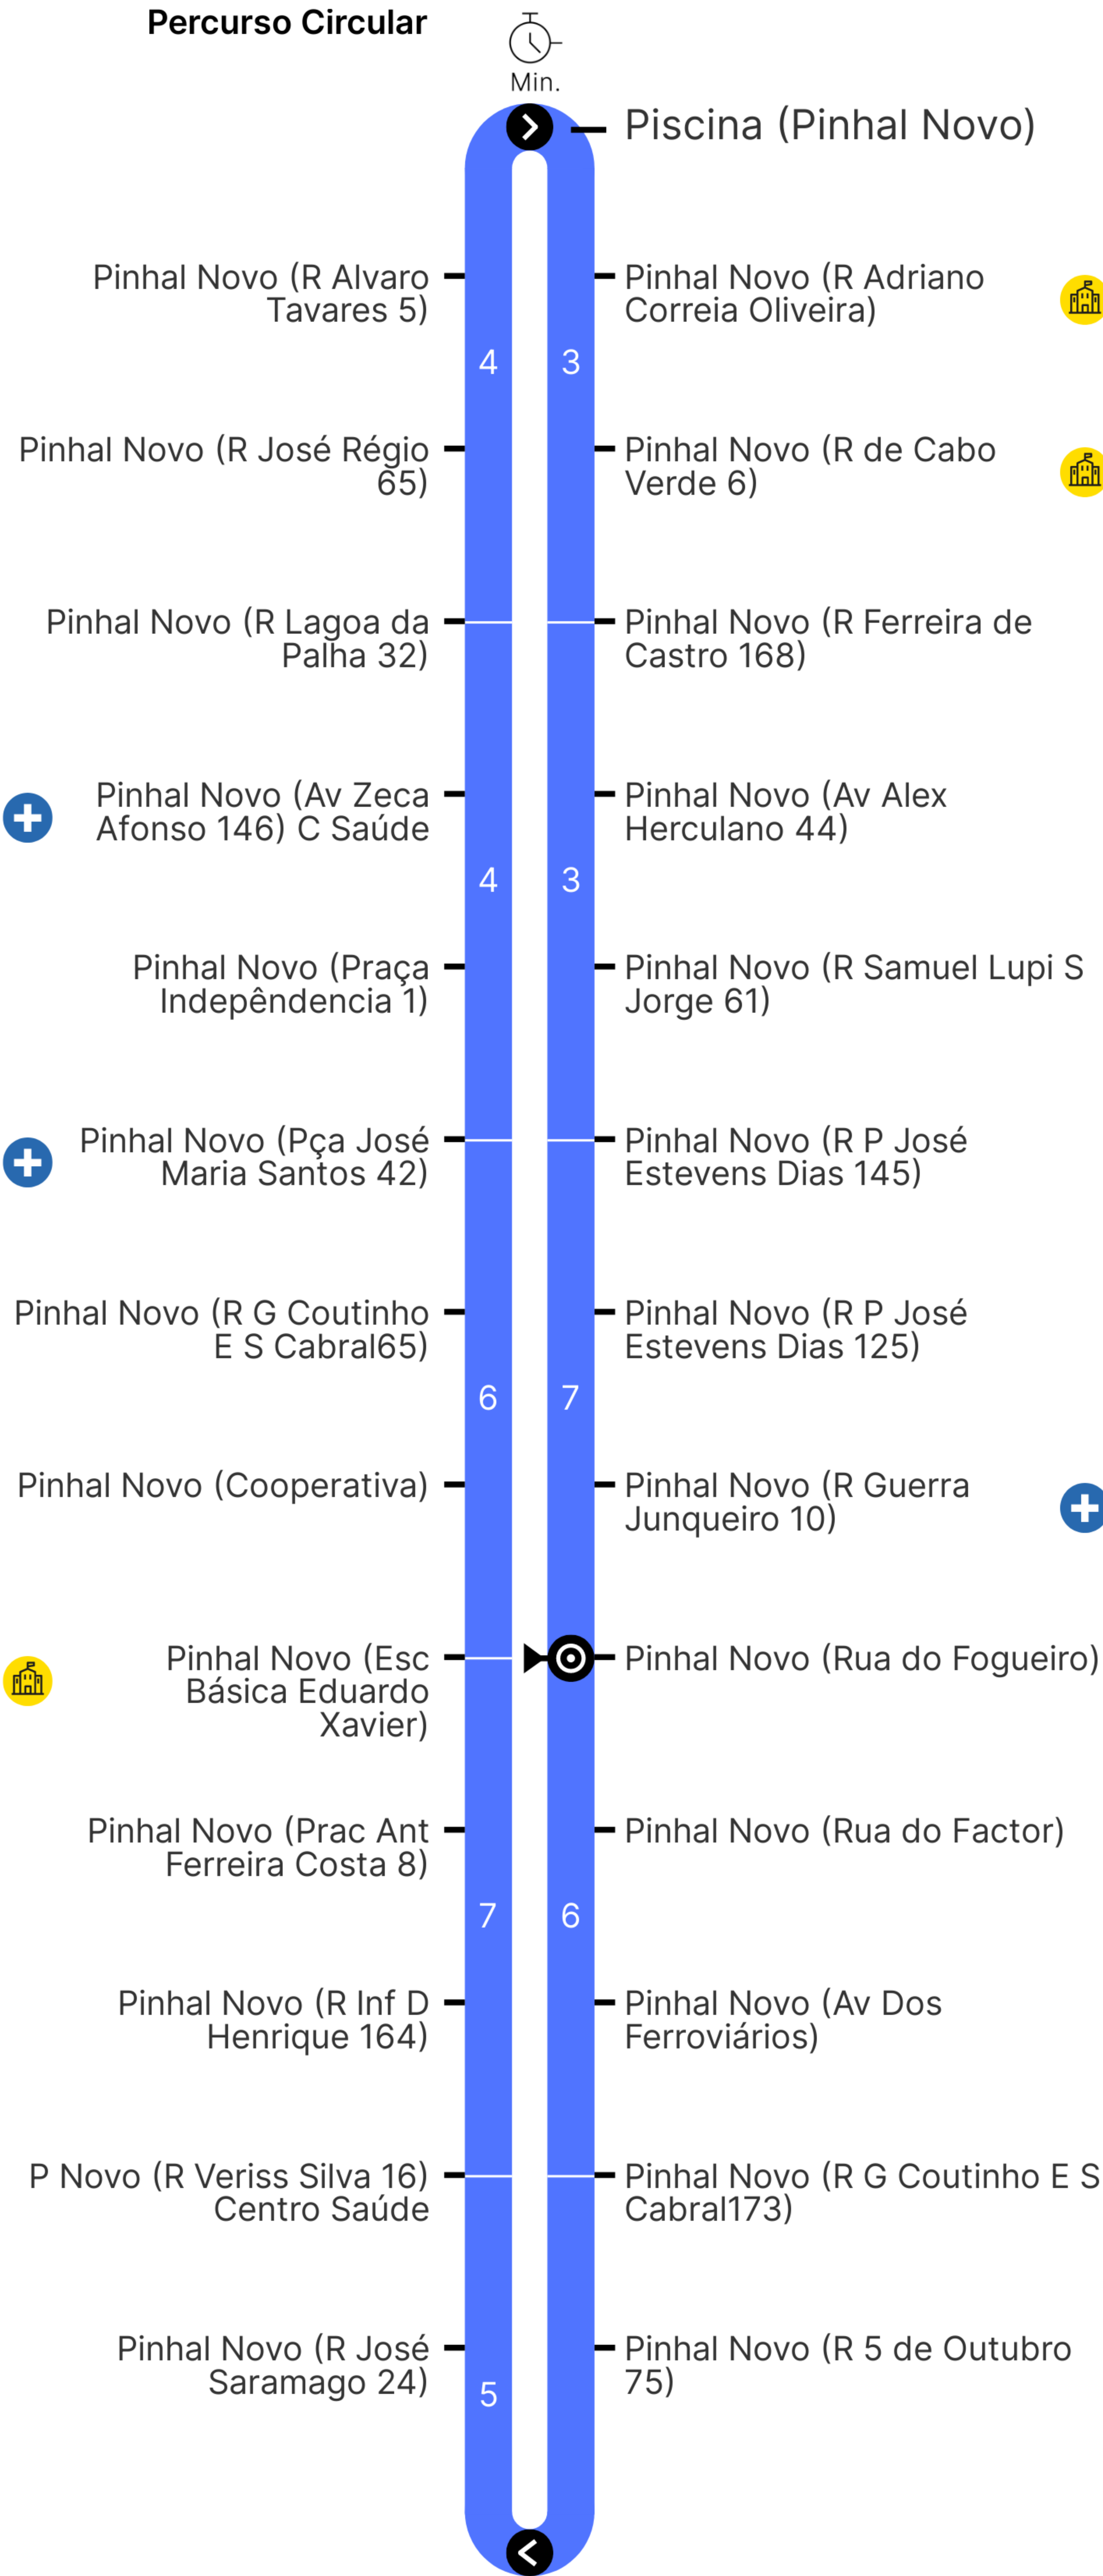 Percurso Circular
Min.
Piscina (Pinhal Novo)
Pinhal Novo (R Alvaro
Tavares 5)
Pinhal Novo (R Adriano
Correia Oliveira)
4
3
Pinhal Novo (R José Régio
65)
Pinhal Novo (R de Cabo
Verde 6)
Pinhal Novo (R Lagoa da
Palha 32)
Pinhal Novo (R Ferreira de
Castro 168)
Pinhal Novo (Av Zeca
Afonso 146) C Saúde
Pinhal Novo (Av Alex
Herculano 44)
4
3
Pinhal Novo (Praça
Indepêndencia 1)
Pinhal Novo (R Samuel Lupi S
Jorge 61)
Pinhal Novo (Pça José
Maria Santos 42)
Pinhal Novo (R P José
Estevens Dias 145)
Pinhal Novo (R G Coutinho
E S Cabral65)
Pinhal Novo (R P José
Estevens Dias 125)
6
7
Pinhal Novo (Cooperativa)
Pinhal Novo (R Guerra
Junqueiro 10)
Pinhal Novo (Esc
Básica Eduardo
Xavier)
Pinhal Novo (Rua do Fogueiro)
Pinhal Novo (Prac Ant
Ferreira Costa 8)
Pinhal Novo (Rua do Factor)
7
6
Pinhal Novo (R Inf D
Henrique 164)
Pinhal Novo (Av Dos
Ferroviários)
P Novo (R Veriss Silva 16)
Centro Saúde
Pinhal Novo (R G Coutinho E S
Cabral173)
Pinhal Novo (R José
Saramago 24)
Pinhal Novo (R 5 de Outubro
75)
5